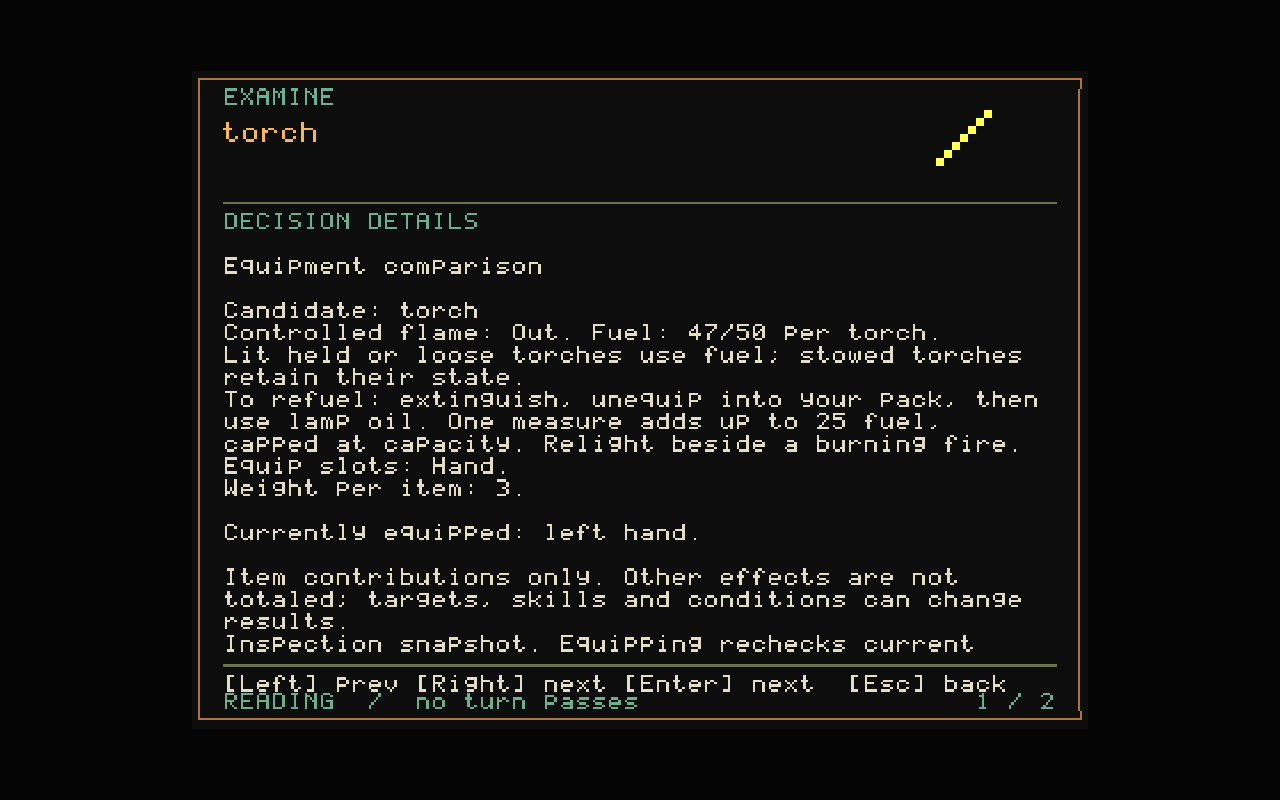 EXAMINE
torch
DECISION DETAILS
Equipment comparison
Candidate: torch
Controlled flame: Out. Fuel: 47/50 per torch.
Lit held or loose torches use fuel; stowed torches
retain their state.
To refuel: extinguish, unequip into your pack, then
use lamp oil. One measure adds up to 25 fuel,
capped at capacity. Relight beside a burning fire.
Equip slots: Hand.
Weight per item: 3.
Currently equipped: left hand.
Item contributions only. Other effects are not
totaled; targets, skills and conditions can change
results.
Inspection snapshot. Equipping rechecks current
[Left] prev [Right] next [Enter] next  [Esc] back
READING  /  no turn passes 1 / 2